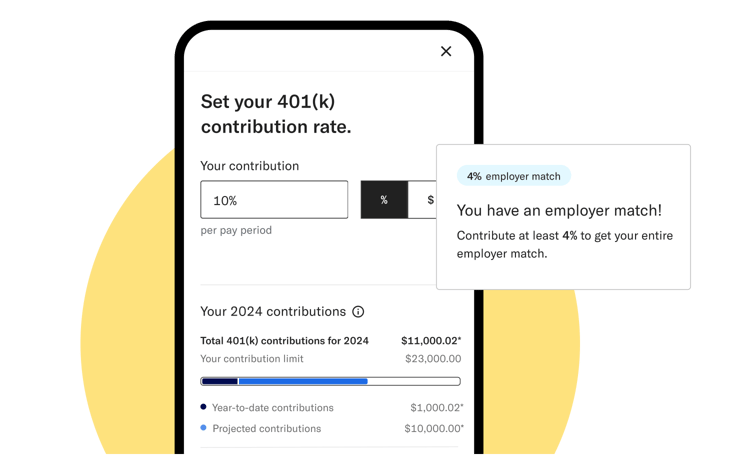 Set your 401(k)
contribution rate.
Your contribution
10%
% $
per pay period
4% employer match
You have an employer match!
Contribute at least 4% to get your entire
employer match.
Your 2024 contributions
Total 401(k) contributions for 2024 $11,000.02*
Your contribution limit $23,000.00
Year-to-date contributions $1,000.02*
Projected contributions $10,000.00*